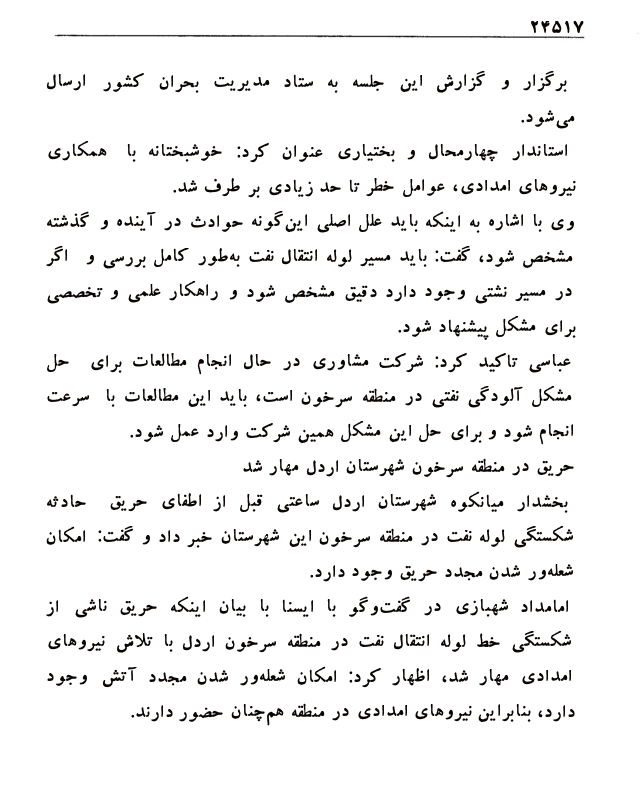 ۲۴۵۱۷
برگزار و گزارش این جلسه به ستاد مدیریت بحران کشور ارسال
می‌شود.
استاندار چهارمحال و بختیاری عنوان کرد: خوشبختانه با همکاری
نیروهای امدادی، عوامل خطر تا حد زیادی بر طرف شد.
وی با اشاره به اینکه باید علل اصلی این‌گونه حوادث در آینده و گذشته
مشخص شود، گفت: باید مسیر لوله انتقال نفت به‌طور کامل بررسی و اگر
در مسیر نشتی وجود دارد دقیق مشخص شود و راهکار علمی و تخصصی
برای مشکل پیشنهاد شود.
عباسی تاکید کرد: شرکت مشاوری در حال انجام مطالعات برای حل
مشکل آلودگی نفتی در منطقه سرخون است، باید این مطالعات با سرعت
انجام شود و برای حل این مشکل همین شرکت وارد عمل شود.
حریق در منطقه سرخون شهرستان اردل مهار شد
بخشدار میانکوه شهرستان اردل ساعتی قبل از اطفای حریق حادثه
شکستگی لوله نفت در منطقه سرخون این شهرستان خبر داد و گفت: امکان
شعله‌ور شدن مجدد حریق وجود دارد.
امامداد شهبازی در گفت‌وگو با ایسنا با بیان اینکه حریق ناشی از
شکستگی خط لوله انتقال نفت در منطقه سرخون اردل با تلاش نیروهای
امدادی مهار شد، اظهار کرد: امکان شعله‌ور شدن مجدد آتش وجود
دارد، بنابراین نیروهای امدادی در منطقه هم‌چنان حضور دارند.